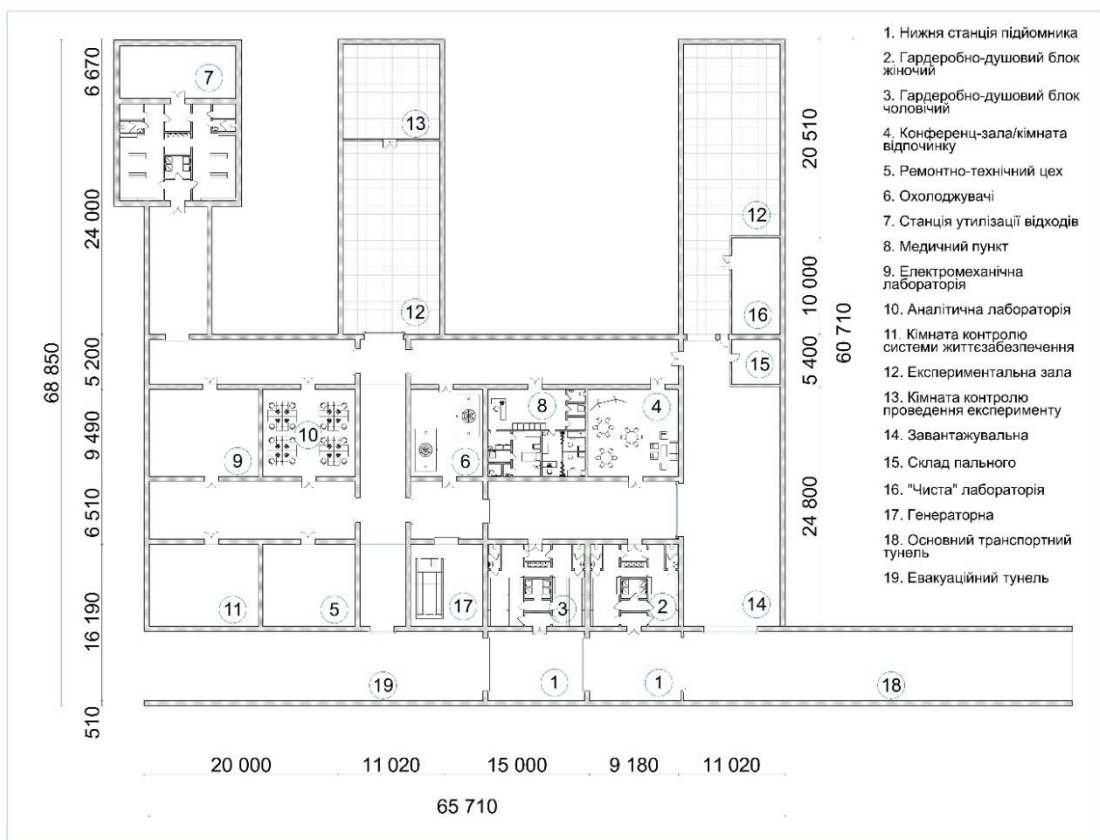 1. Нижня станція підйомника
2. Гардеробно-душовий блок
жіночий
3. Гардеробно-душовий блок
чоловічий
4. Конференц-зала/кімната
відпочинку
5. Ремонтно-технічний цех
6. Охолоджувачі
7. Станція утилізації відходів
8. Медичний пункт
9. Електромеханічна
лабораторія
10. Аналітична лабораторія
11. Кімната контролю
системи життєзабезпечення
12. Експериментальна зала
13. Кімната контролю
проведення експерименту
14. Завантажувальна
15. Склад пального
16. "Чиста" лабораторія
17. Генераторна
18. Основний транспортний
тунель
19. Евакуаційний тунель
6 670
24 000
5 200
9 490
6 510
16 190
510
68 850
20 510
10 000
5 400
24 800
60 710
7
13
12
12
16
15
10
9
6
8
4
11
5
17
3
2
14
19
1
1
18
20 000
11 020
15 000
9 180
11 020
65 710